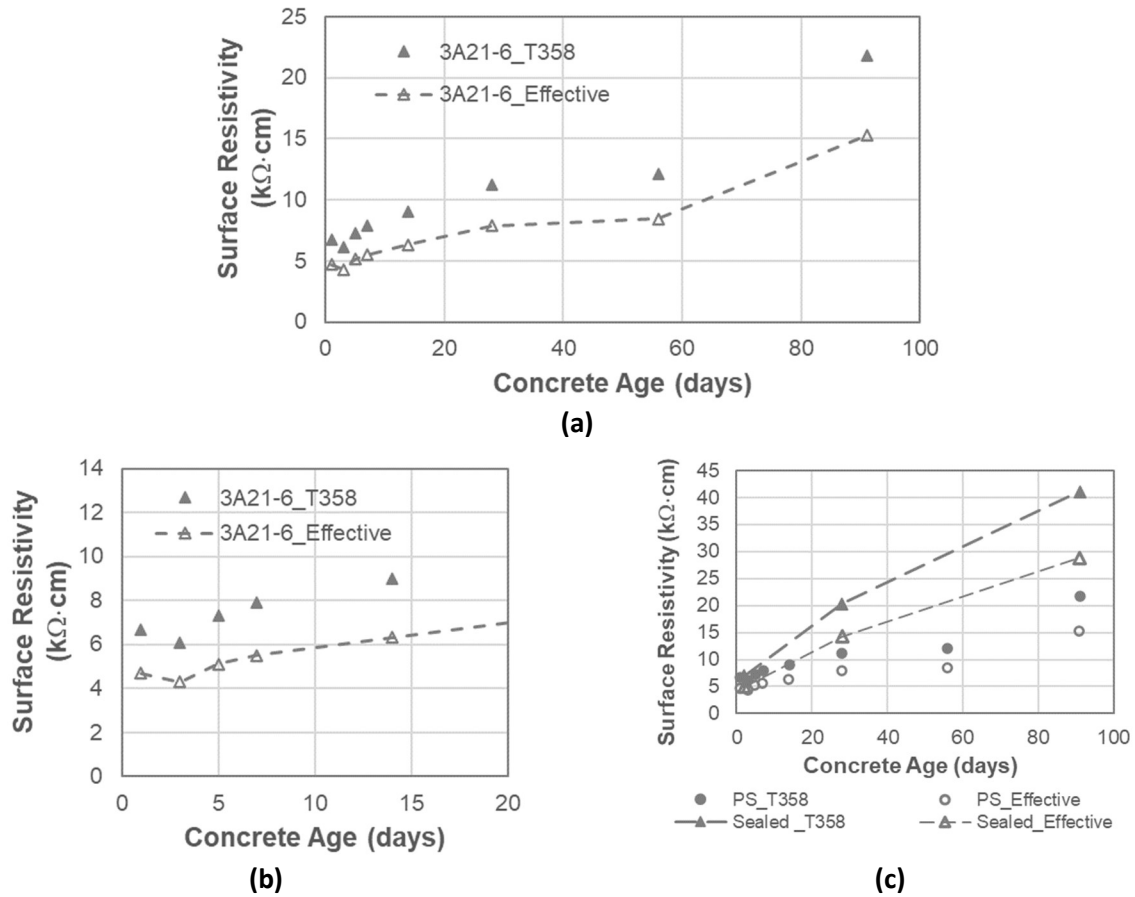 Surface Resistivity
(kΩ·cm)
25
20
15
10
5
0
3A21-6_T358
3A21-6_Effective
0 20 40 60 80 100
Concrete Age (days)
(a)
Surface Resistivity
(kΩ·cm)
14
12
10
8
6
4
2
0
3A21-6_T358
3A21-6_Effective
0 5 10 15 20
Concrete Age (days)
(b)
Surface Resistivity (kΩ·cm)
45
40
35
30
25
20
15
10
5
0
0 20 40 60 80 100
Concrete Age (days)
PS_T358 PS_Effective
Sealed _T358 Sealed_Effective
(c)